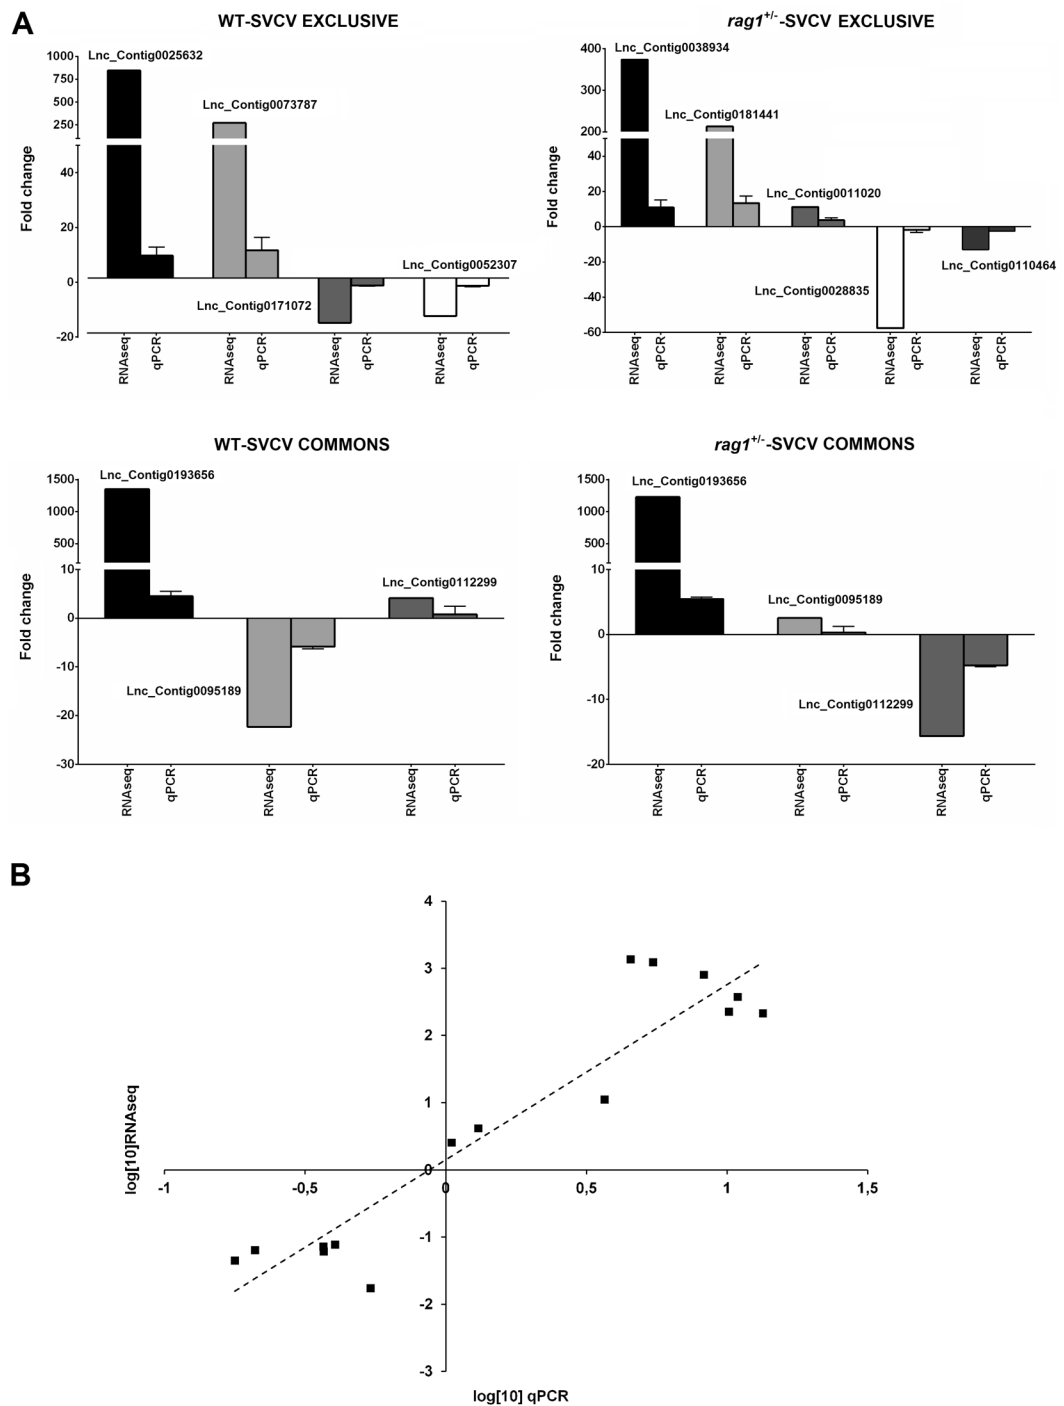 A
WT-SVCV EXCLUSIVE
Fold change
1000
750
500
250
40
20
0
-20
Lnc_Contig0025632
Lnc_Contig0073787
Lnc_Contig0171072
Lnc_Contig0052307
RNAseq
qPCR
RNAseq
qPCR
RNAseq
qPCR
RNAseq
qPCR
rag1+/- -SVCV EXCLUSIVE
Fold change
400
300
200
40
20
0
-20
-40
-60
Lnc_Contig0038934
Lnc_Contig0181441
Lnc_Contig0011020
Lnc_Contig0028835
Lnc_Contig0110464
RNAseq
qPCR
RNAseq
qPCR
RNAseq
qPCR
RNAseq
qPCR
RNAseq
qPCR
WT-SVCV COMMONS
Fold change
1500
1000
500
10
0
-10
-20
-30
Lnc_Contig0193656
Lnc_Contig0095189
Lnc_Contig0112299
RNAseq
qPCR
RNAseq
qPCR
RNAseq
qPCR
rag1+/- -SVCV COMMONS
Fold change
1500
1000
500
10
0
-10
-20
Lnc_Contig0193656
Lnc_Contig0095189
Lnc_Contig0112299
RNAseq
qPCR
RNAseq
qPCR
RNAseq
qPCR
B
log[10]RNAseq
4
3
2
1
0
-1
-2
-3
-1
-0,5
0
0,5
1
1,5
log[10] qPCR